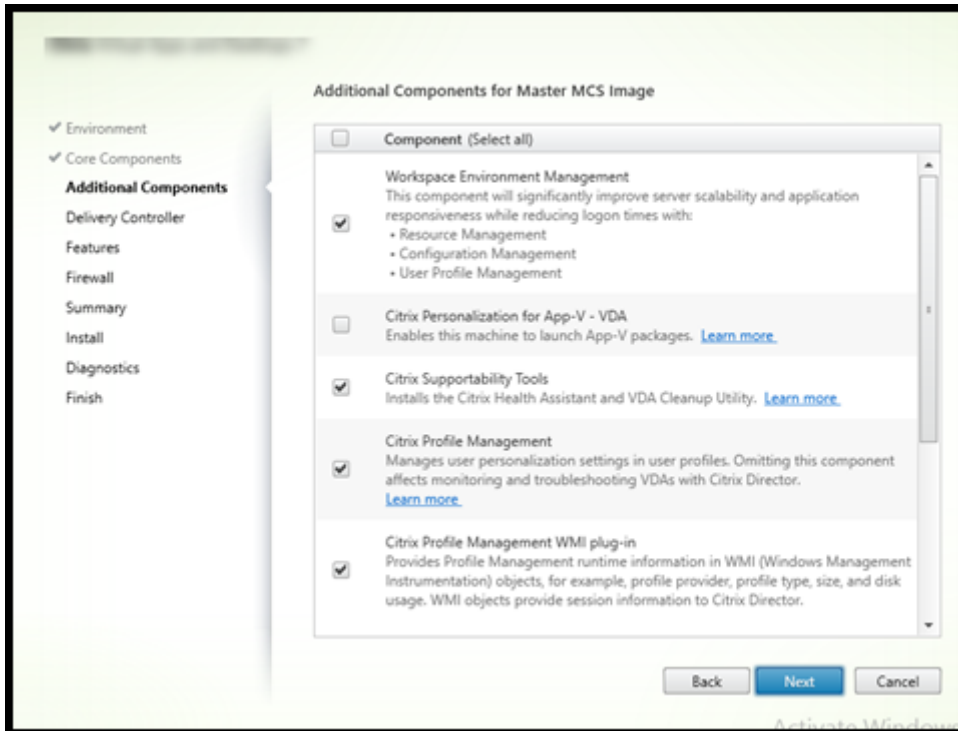 Additional Components for Master MCS Image
Environment
Core Components
Additional Components
Delivery Controller
Features
Firewall
Summary
Install
Diagnostics
Finish
Component (Select all)
Workspace Environment Management
This component will significantly improve server scalability and application
responsiveness while reducing logon times with:
• Resource Management
• Configuration Management
• User Profile Management
Citrix Personalization for App-V - VDA
Enables this machine to launch App-V packages. Learn more
Citrix Supportability Tools
Installs the Citrix Health Assistant and VDA Cleanup Utility. Learn more
Citrix Profile Management
Manages user personalization settings in user profiles. Omitting this component
affects monitoring and troubleshooting VDAs with Citrix Director.
Learn more
Citrix Profile Management WMI plug-in
Provides Profile Management runtime information in WMI (Windows Management
Instrumentation) objects, for example, profile provider, profile type, size, and disk
usage. WMI objects provide session information to Citrix Director.
Back Next Cancel
Activate Windows